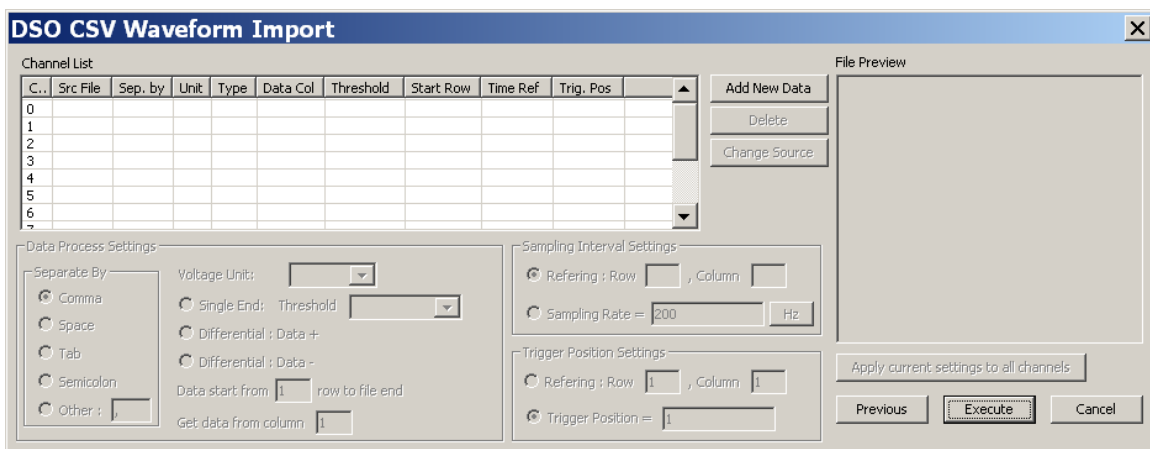 DSO CSV Waveform Import
Channel List
C.. Src File Sep. by Unit Type Data Col Threshold Start Row Time Ref Trig. Pos
0
1
2
3
4
5
6
Add New Data
Delete
Change Source
File Preview
Data Process Settings
Separate By
Comma
Space
Tab
Semicolon
Other : ,
Voltage Unit:
Single End: Threshold
Differential : Data +
Differential : Data -
Data start from 1 row to file end
Get data from column 1
Sampling Interval Settings
Refering : Row , Column
Sampling Rate = 200 Hz
Trigger Position Settings
Refering : Row 1 , Column 1
Trigger Position = 1
Apply current settings to all channels
Previous Execute Cancel